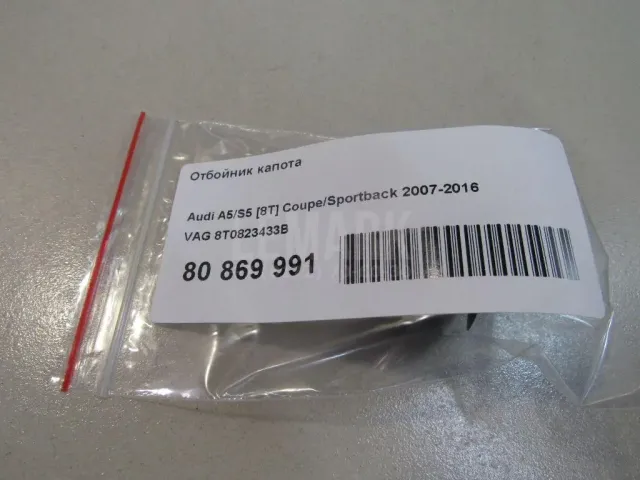 Отбойник капота
Audi A5/S5 [8T] Coupe/Sportback 2007-2016
VAG 8T0823433B
80 869 991